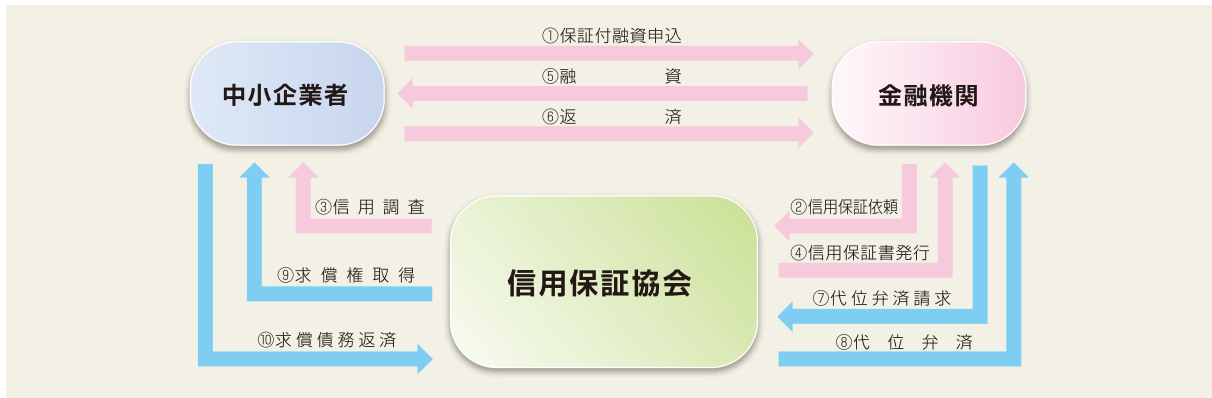 ①保証付融資申込
中小企業者
⑤融資
金融機関
⑥返済
③信用調査
②信用保証依頼
④信用保証書発行
⑨求償権取得
信用保証協会
⑦代位弁済請求
⑩求償債務返済
⑧代位弁済